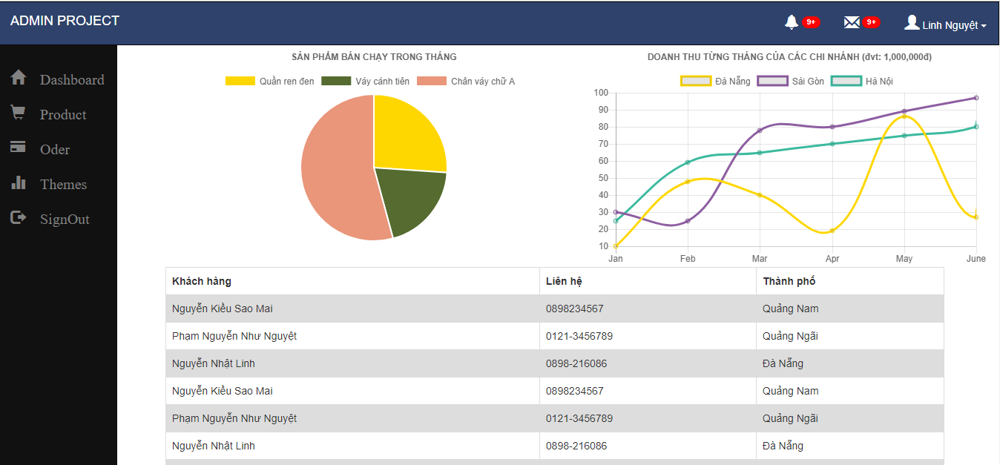 ADMIN PROJECT
9+
9+
Linh Nguyệt
Dashboard
Product
Oder
Themes
SignOut
SẢN PHẨM BÁN CHẠY TRONG THÁNG
Quần ren đen Váy cánh tiên Chân váy chữ A
DOANH THU TỪNG THÁNG CỦA CÁC CHI NHÁNH (đvt: 1,000,000đ)
Đà Nẵng Sài Gòn Hà Nội
100
90
80
70
60
50
40
30
20
10
Jan Feb Mar Apr May June
Khách hàng Liên hệ Thành phố
Nguyễn Kiều Sao Mai 0898234567 Quảng Nam
Phạm Nguyễn Như Nguyệt 0121-3456789 Quảng Ngãi
Nguyễn Nhật Linh 0898-216086 Đà Nẵng
Nguyễn Kiều Sao Mai 0898234567 Quảng Nam
Phạm Nguyễn Như Nguyệt 0121-3456789 Quảng Ngãi
Nguyễn Nhật Linh 0898-216086 Đà Nẵng